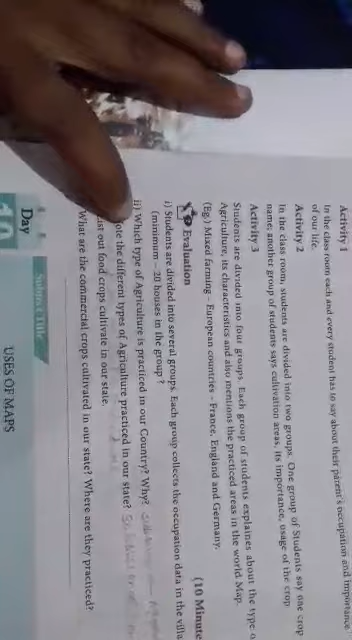 Activity 1
In the class room each and every student has to say about their parent's occupation and importance
of our life.
Activity 2
In the class room, students are divided into two groups. One group of Students say one crop
name; another group of students says cultivation areas, its importance, usage of the crop.
Activity 3
Students are divided into four groups. Each group of students explaines about the type o
Agriculture, its characteristics and also mentions the practiced areas in the world Map.
(Eg.) Mixed farming - European countries - France, England and Germany.
Evaluation
(10 Minute
i) Students are divided into several groups. Each group collects the occupation data in the villa
(minimum - 20 houses in the group ?
ii) Which type of Agriculture is practiced in our Country? Why?
ote the different types of Agriculture practiced in our state?
ist out food crops cultivate in our state.
What are the commercial crops cultivated in our state? Where are they practiced?
Day
10
USES OF MAPS